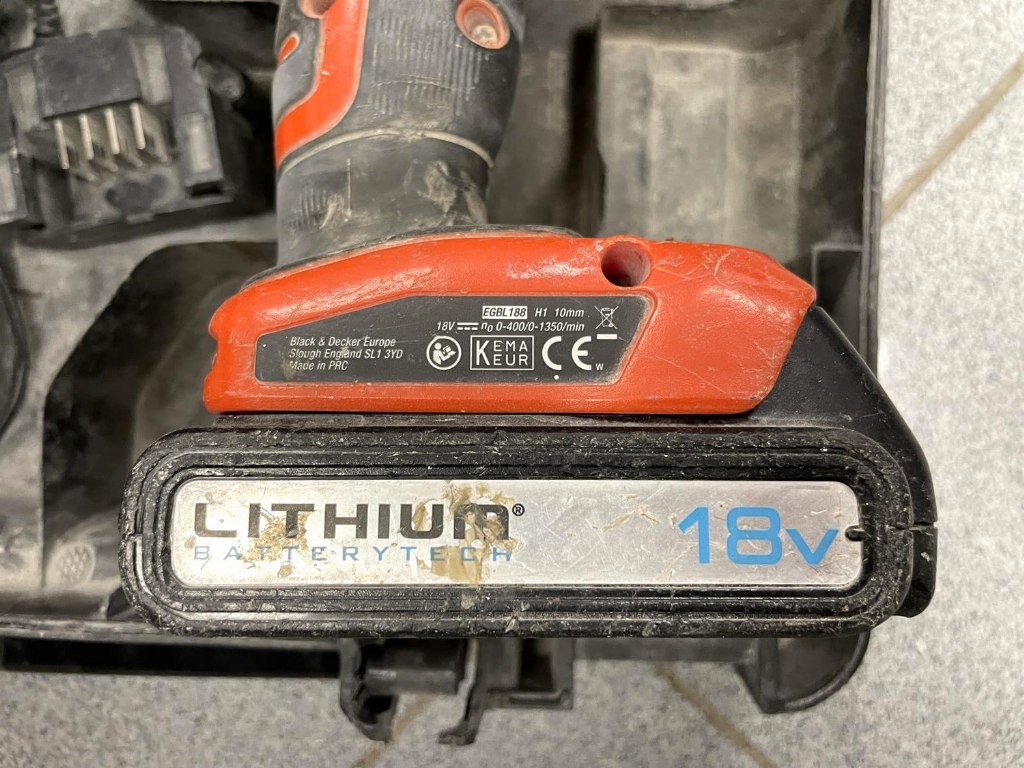 EGBL188 H1 10mm
18V n₀ 0-400/0-1350/min
Black & Decker Europe
Slough England SL1 3YD
Made in PRC
KEMA
KEUR
CE
w
LITHIUM®
BATTERYTECH
18v